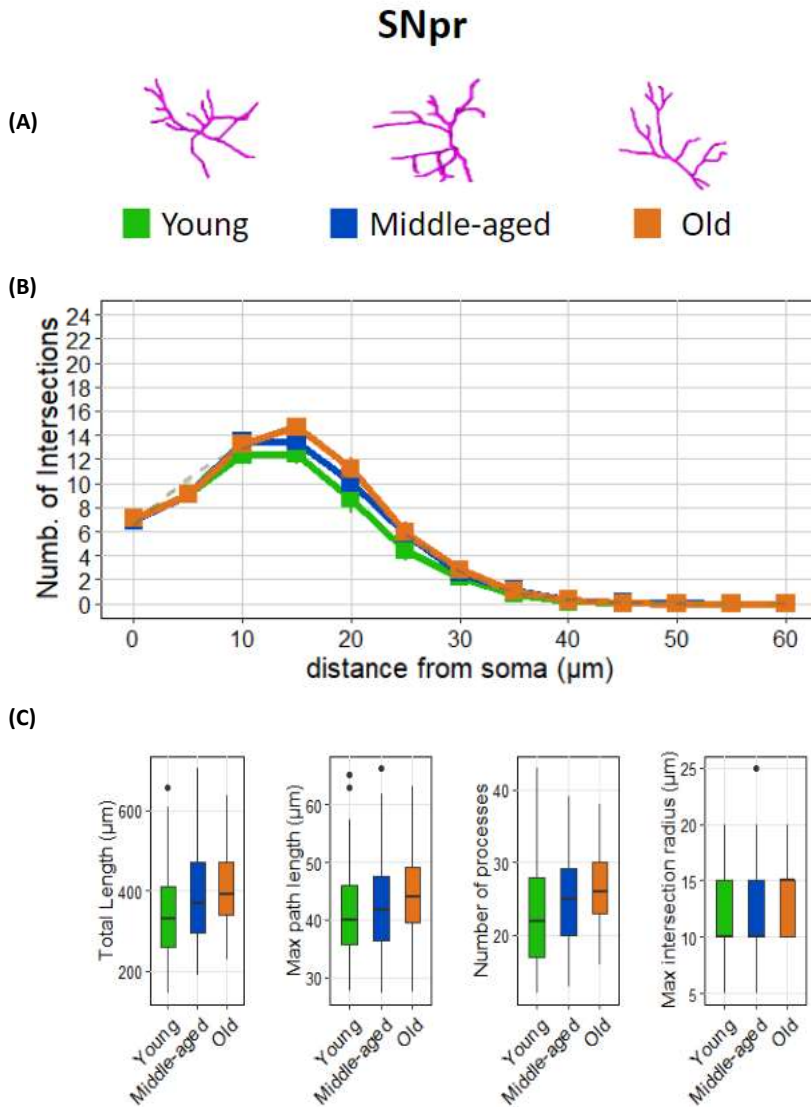 SNpr
(A)
Young Middle-aged Old
(B)
Numb. of Intersections
24
22
20
18
16
14
12
10
8
6
4
2
0
0 10 20 30 40 50 60
distance from soma (µm)
(C)
Total Length (µm)
600
400
200
Young
Middle-aged
Old
Max path length (µm)
60
50
40
30
Young
Middle-aged
Old
Number of processes
40
30
20
Young
Middle-aged
Old
Max intersection radius (µm)
25
20
15
10
5
Young
Middle-aged
Old